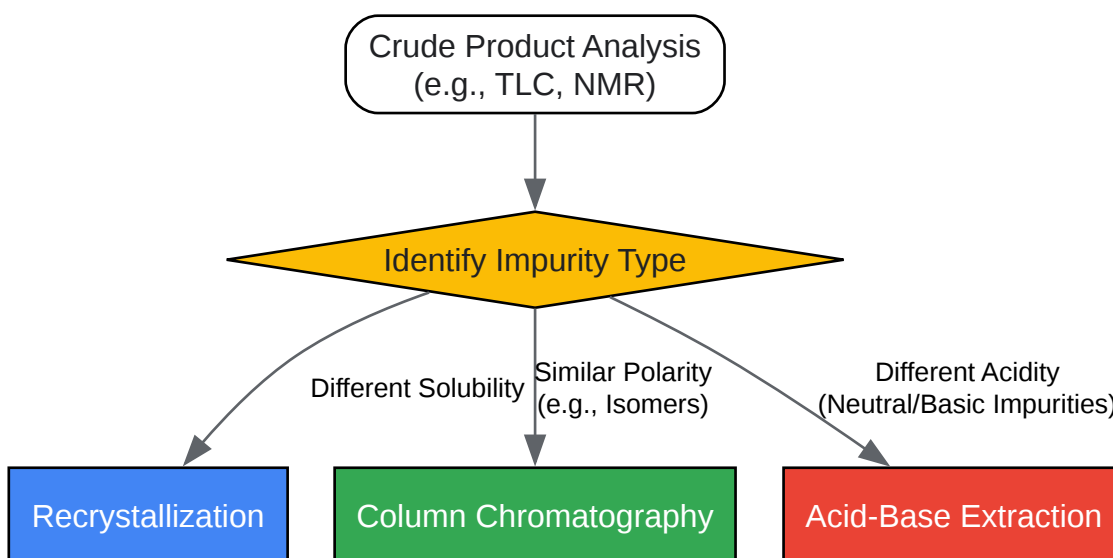 Crude Product Analysis
(e.g., TLC, NMR)
Identify Impurity Type
Different Solubility
Similar Polarity
(e.g., Isomers)
Different Acidity
(Neutral/Basic Impurities)
Recrystallization
Column Chromatography
Acid-Base Extraction